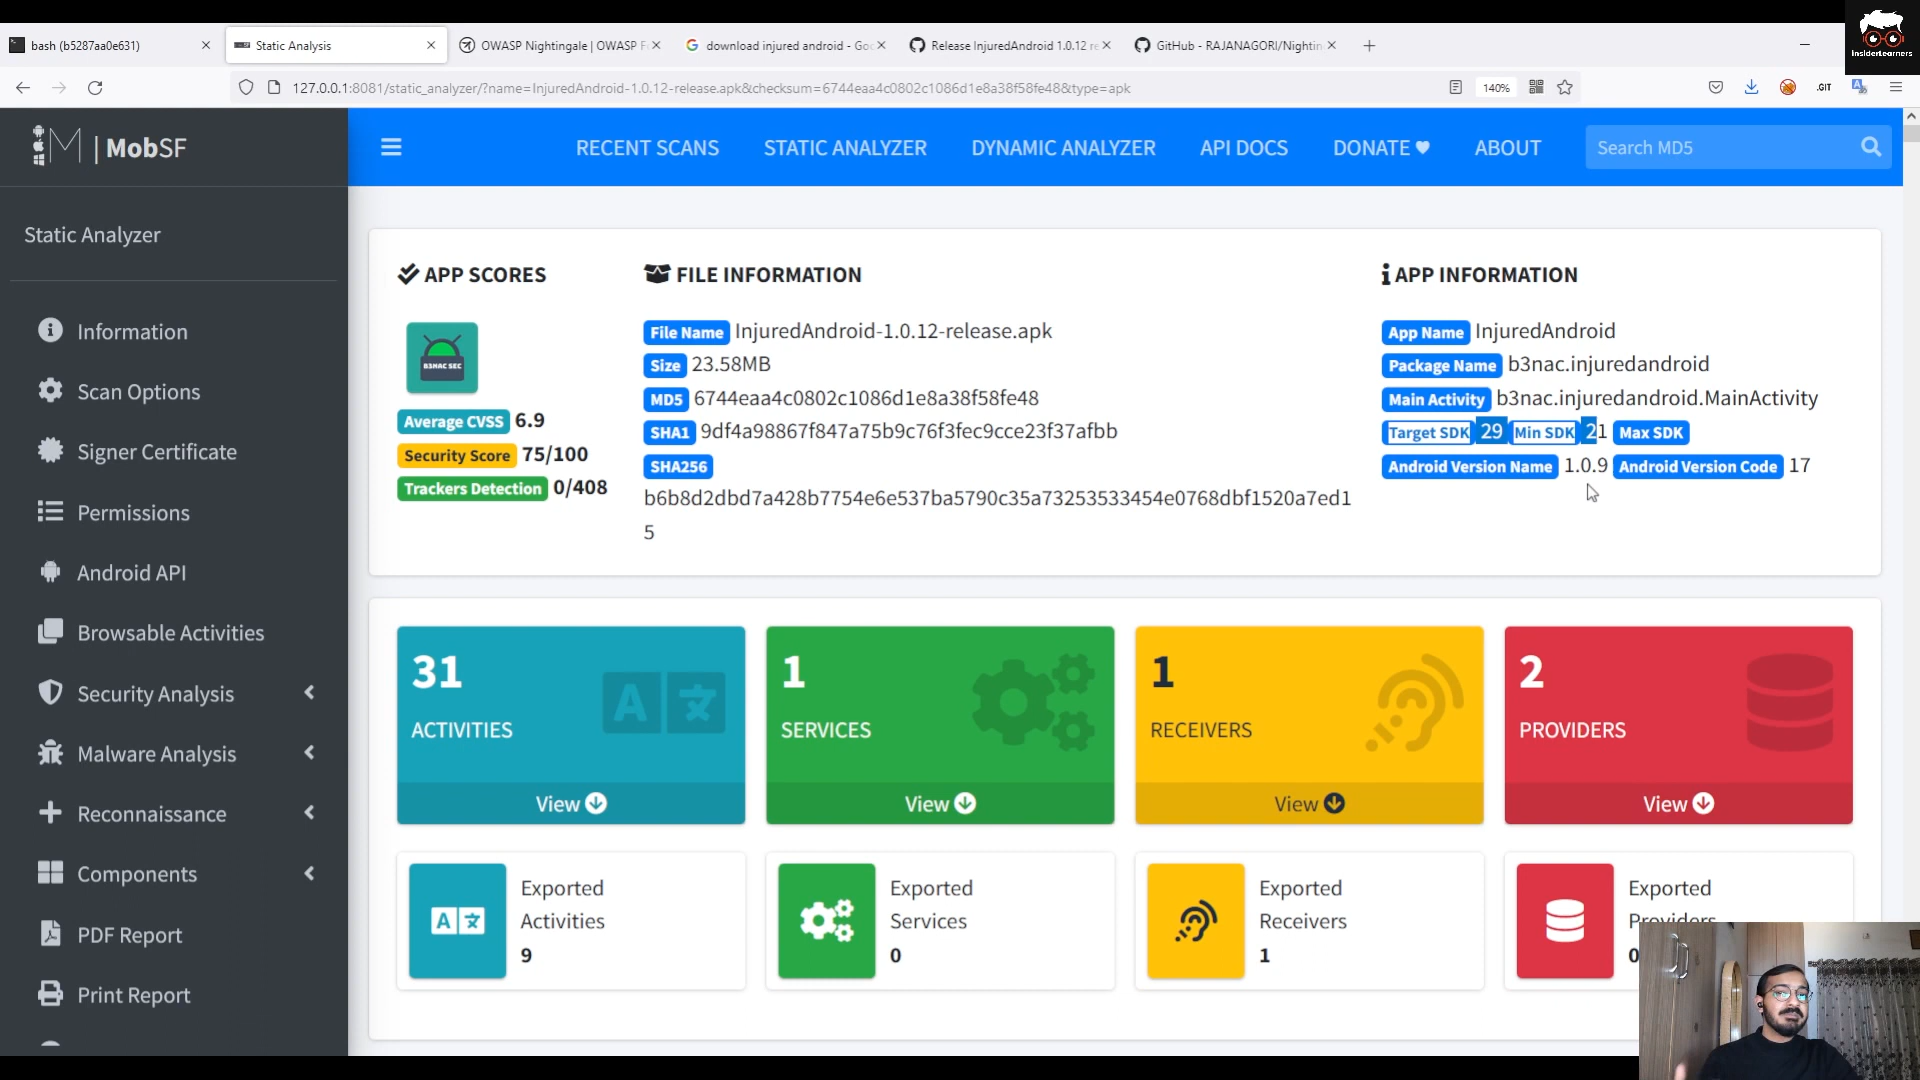 bash (b5287aa0e631)
Static Analysis
OWASP Nightingale | OWASP F
download injured android - Goo
Release InjuredAndroid 1.0.12 re
GitHub - RAJANAGORI/Nightin
InsiderLearners
127.0.0.1:8081/static_analyzer/?name=InjuredAndroid-1.0.12-release.apk&checksum=6744eaa4c0802c1086d1e8a38f58fe48&type=apk
140%
.GIT
| MobSF
RECENT SCANS
STATIC ANALYZER
DYNAMIC ANALYZER
API DOCS
DONATE
ABOUT
Search MD5
Static Analyzer
Information
Scan Options
Signer Certificate
Permissions
Android API
Browsable Activities
Security Analysis
Malware Analysis
Reconnaissance
Components
PDF Report
Print Report
APP SCORES
B3NAC SEC
Average CVSS 6.9
Security Score 75/100
Trackers Detection 0/408
FILE INFORMATION
File Name InjuredAndroid-1.0.12-release.apk
Size 23.58MB
MD5 6744eaa4c0802c1086d1e8a38f58fe48
SHA1 9df4a98867f847a75b9c76f3fec9cce23f37afbb
SHA256
b6b8d2dbd7a428b7754e6e537ba5790c35a73253533454e0768dbf1520a7ed1
5
APP INFORMATION
App Name InjuredAndroid
Package Name b3nac.injuredandroid
Main Activity b3nac.injuredandroid.MainActivity
Target SDK 29 Min SDK 21 Max SDK
Android Version Name 1.0.9 Android Version Code 17
31
ACTIVITIES
View
1
SERVICES
View
1
RECEIVERS
View
2
PROVIDERS
View
Exported
Activities
9
Exported
Services
0
Exported
Receivers
1
Exported
Providers
0